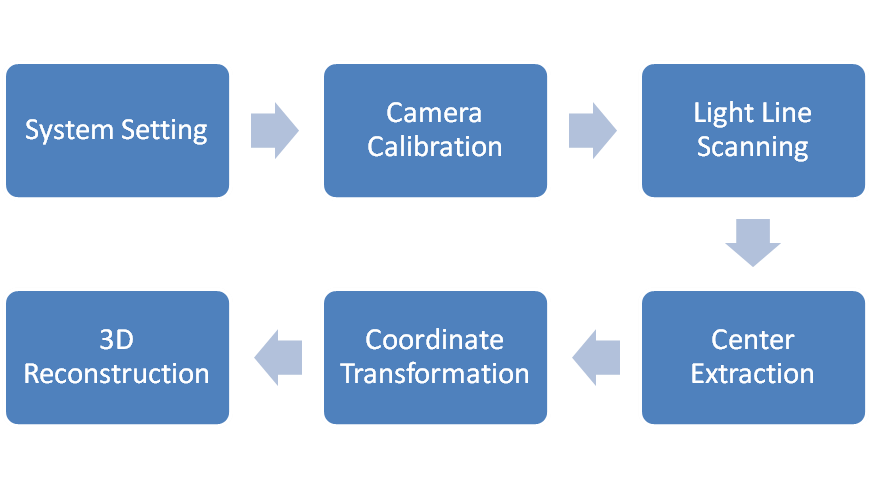 System Setting
Camera
Calibration
Light Line
Scanning
Center
Extraction
Coordinate
Transformation
3D
Reconstruction